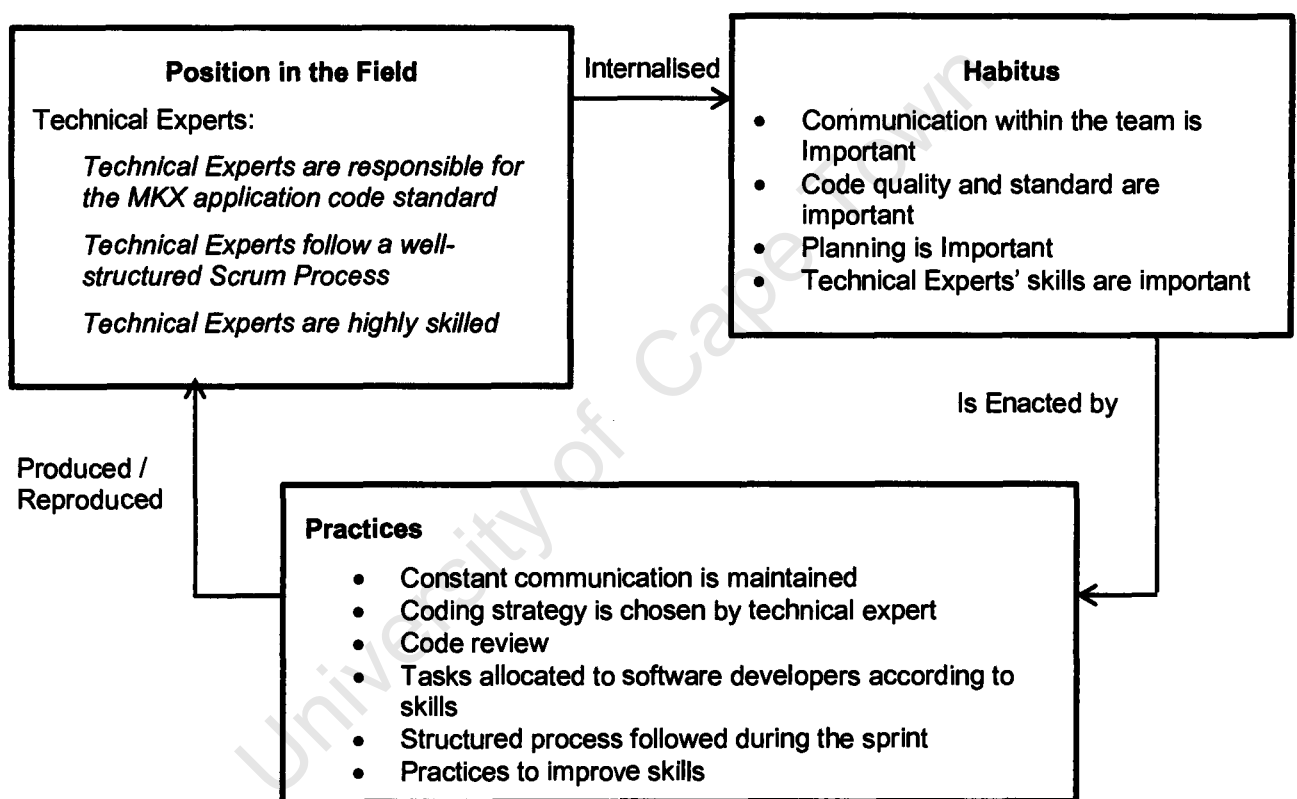 Position in the Field
Technical Experts:
Technical Experts are responsible for
the MKX application code standard
Technical Experts follow a well-
structured Scrum Process
Technical Experts are highly skilled
Internalised
Habitus
• Communication within the team is
Important
• Code quality and standard are
important
• Planning is Important
• Technical Experts' skills are important
Is Enacted by
Produced /
Reproduced
Practices
• Constant communication is maintained
• Coding strategy is chosen by technical expert
• Code review
• Tasks allocated to software developers according to
skills
• Structured process followed during the sprint
• Practices to improve skills
University of Cape Town